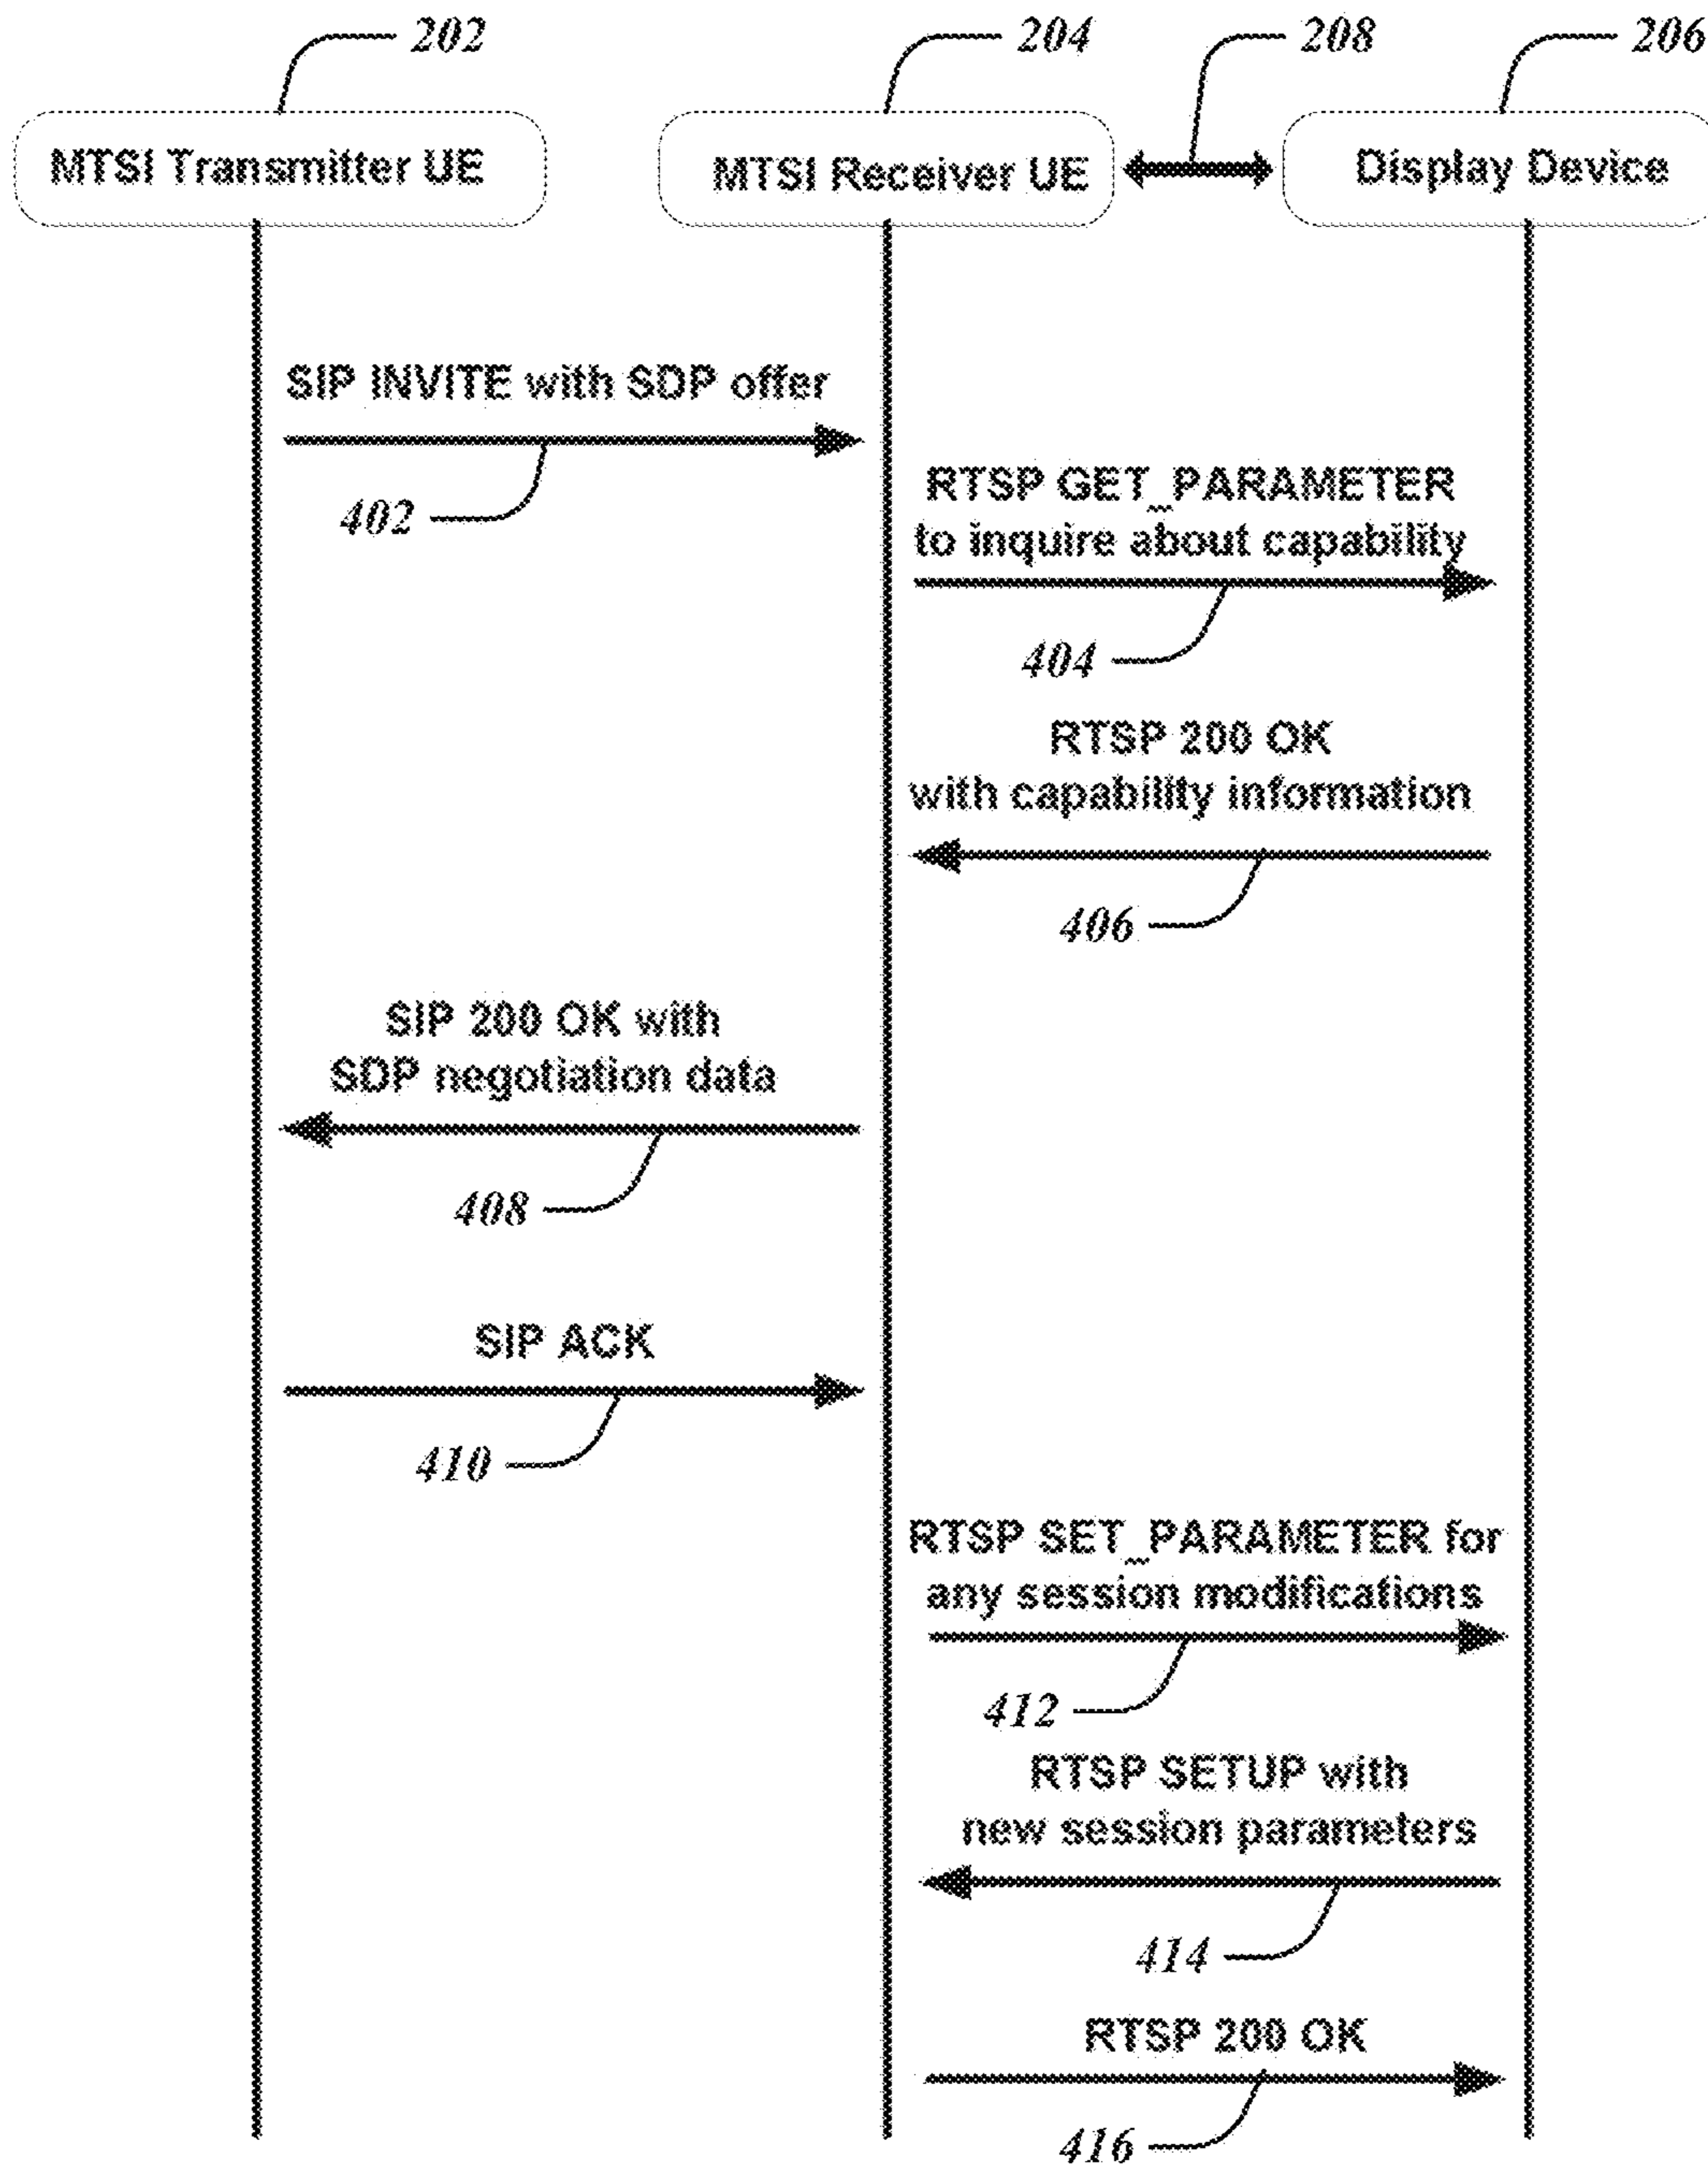 202
204
208
206
MTSI Transmitter UE
MTSI Receiver UE
Display Device
SIP INVITE with SDP offer
402
RTSP GET_PARAMETER
to inquire about capability
404
RTSP 200 OK
with capability information
406
SIP 200 OK with
SDP negotiation data
408
SIP ACK
410
RTSP SET_PARAMETER for
any session modifications
412
RTSP SETUP with
new session parameters
414
RTSP 200 OK
416